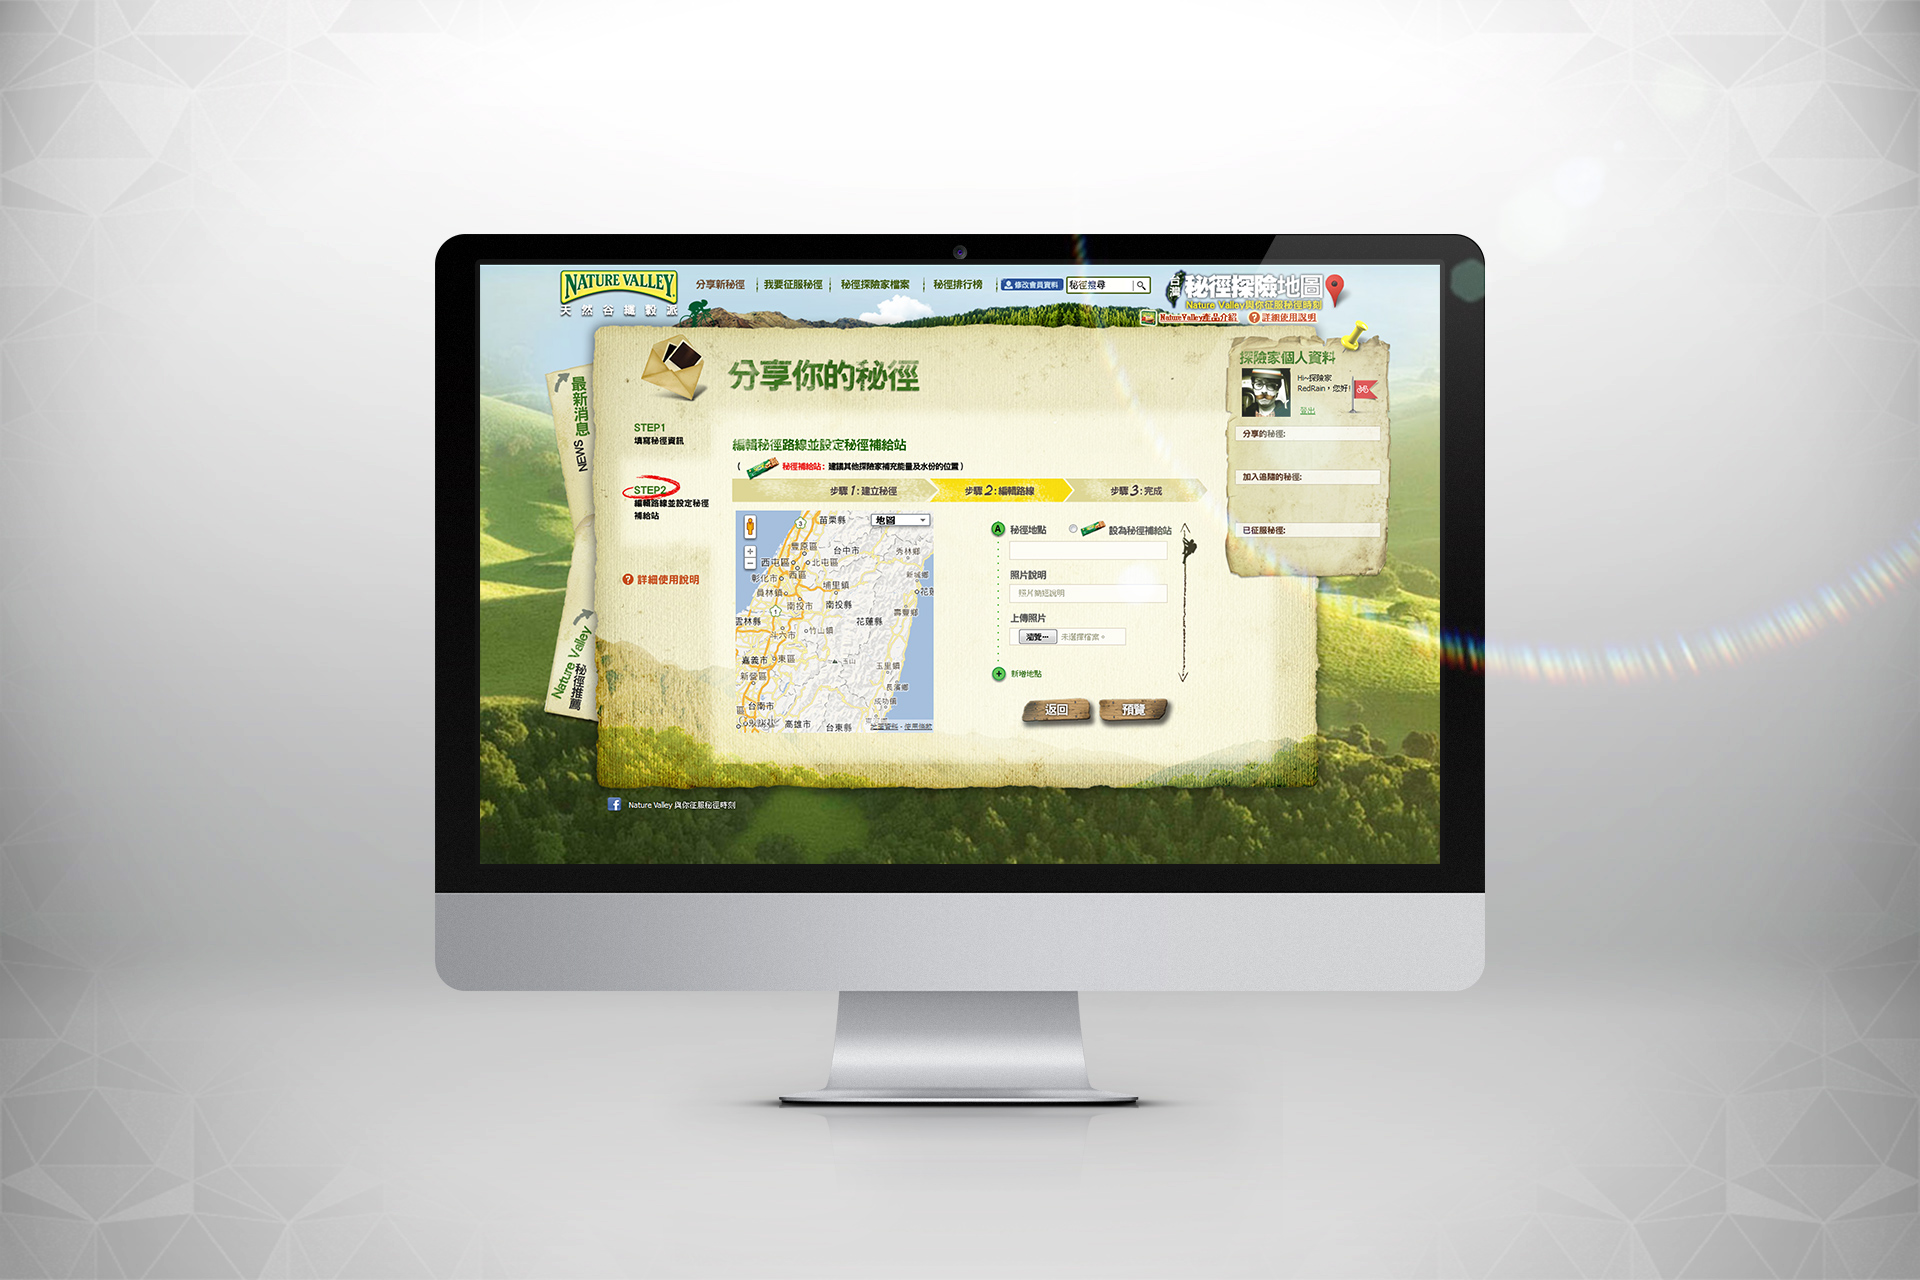 NATURE VALLEY
天然谷纖穀派
分享新秘徑
我要征服秘徑
秘徑探險家檔案
秘徑排行榜
修改會員資料
秘徑搜尋
台灣秘徑探險地圖
Nature Valley與你征服秘徑時刻
NatureValley產品介紹
? 詳細使用說明
最新消息 NEWS
Nature Valley 秘徑推薦
分享你的秘徑
STEP1
填寫秘徑資訊
STEP2
編輯路線並設定秘徑
補給站
? 詳細使用說明
編輯秘徑路線並設定秘徑補給站
( 秘徑補給站: 建議其他探險家補充能量及水份的位置 )
步驟1:建立秘徑
步驟2:編輯路線
步驟3:完成
地圖
3
苗栗縣
豐原區
台中市
秀林鄉
西屯區
北屯區
彰化市
西區
新城鄉
員林鎮
埔里鎮
花蓮
南投市
南投縣
1
壽豐鄉
雲林縣
花蓮縣
斗六市
竹山鎮
嘉義市
東區
玉山
玉里鎮
新營區
長濱鄉
成功鎮
台南市
高雄市
台東縣
A 秘徑地點
設為秘徑補給站
照片說明
照片簡短說明
上傳照片
瀏覽…
未選擇檔案。
+ 新增地點
返回
預覽
探險家個人資料
Hi~探險家
RedRain，您好!
登出
分享的秘徑:
加入追蹤的秘徑:
已征服秘徑:
f Nature Valley 與你征服秘徑時刻